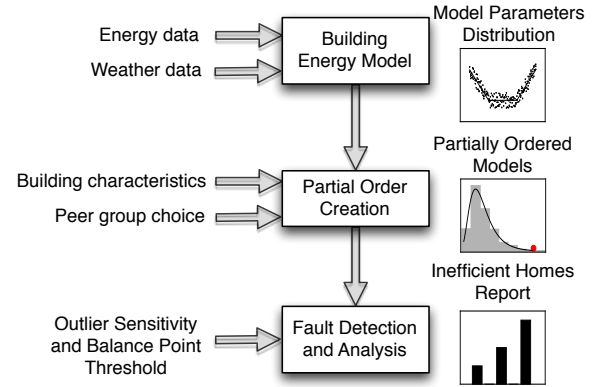 Energy data
Weather data
Building
Energy Model
Model Parameters
Distribution
Building characteristics
Peer group choice
Partial Order
Creation
Partially Ordered
Models
Outlier Sensitivity
and Balance Point
Threshold
Fault Detection
and Analysis
Inefficient Homes
Report